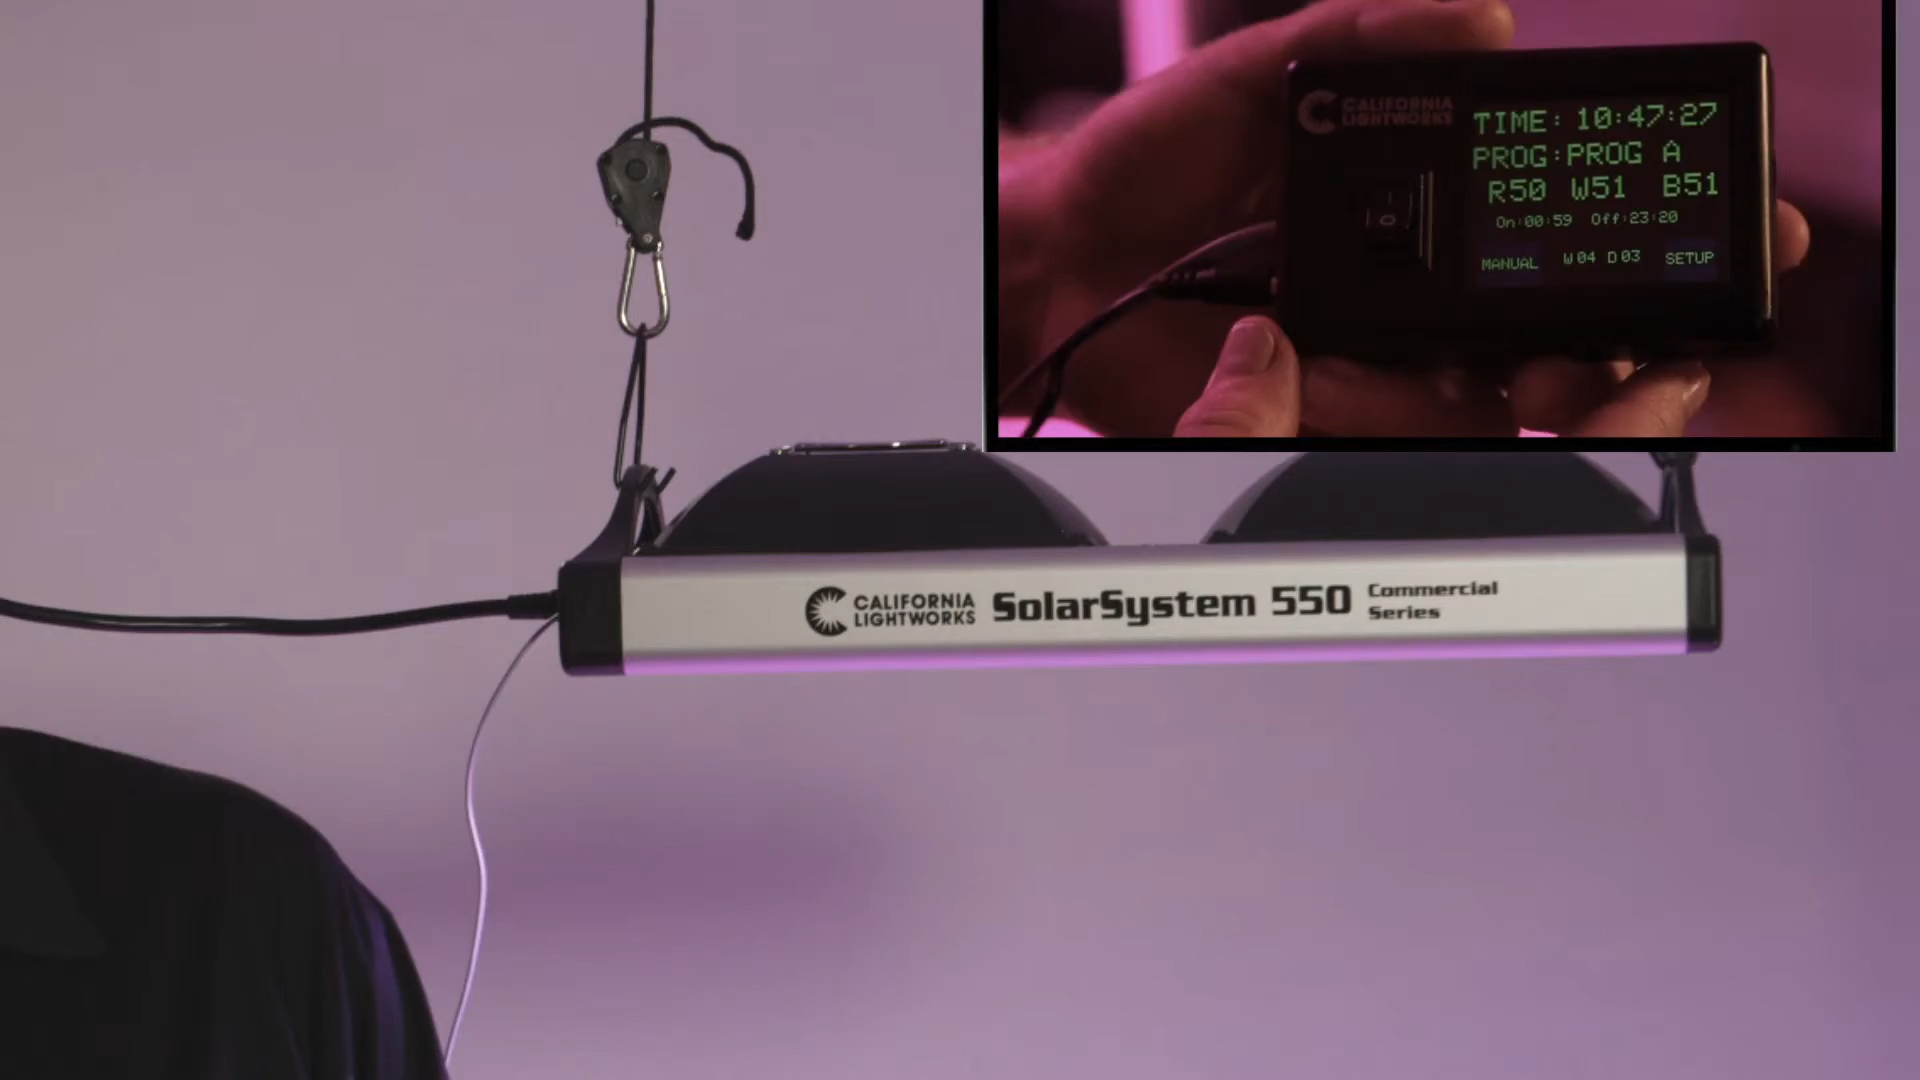 CALIFORNIA
LIGHTWORKS
TIME: 10:47:27
PROG:PROG A
R50 W51 B51
On:00:59 Off:23:20
MANUAL W04 D03 SETUP
CALIFORNIA
LIGHTWORKS
SolarSystem 550
Commercial
Series